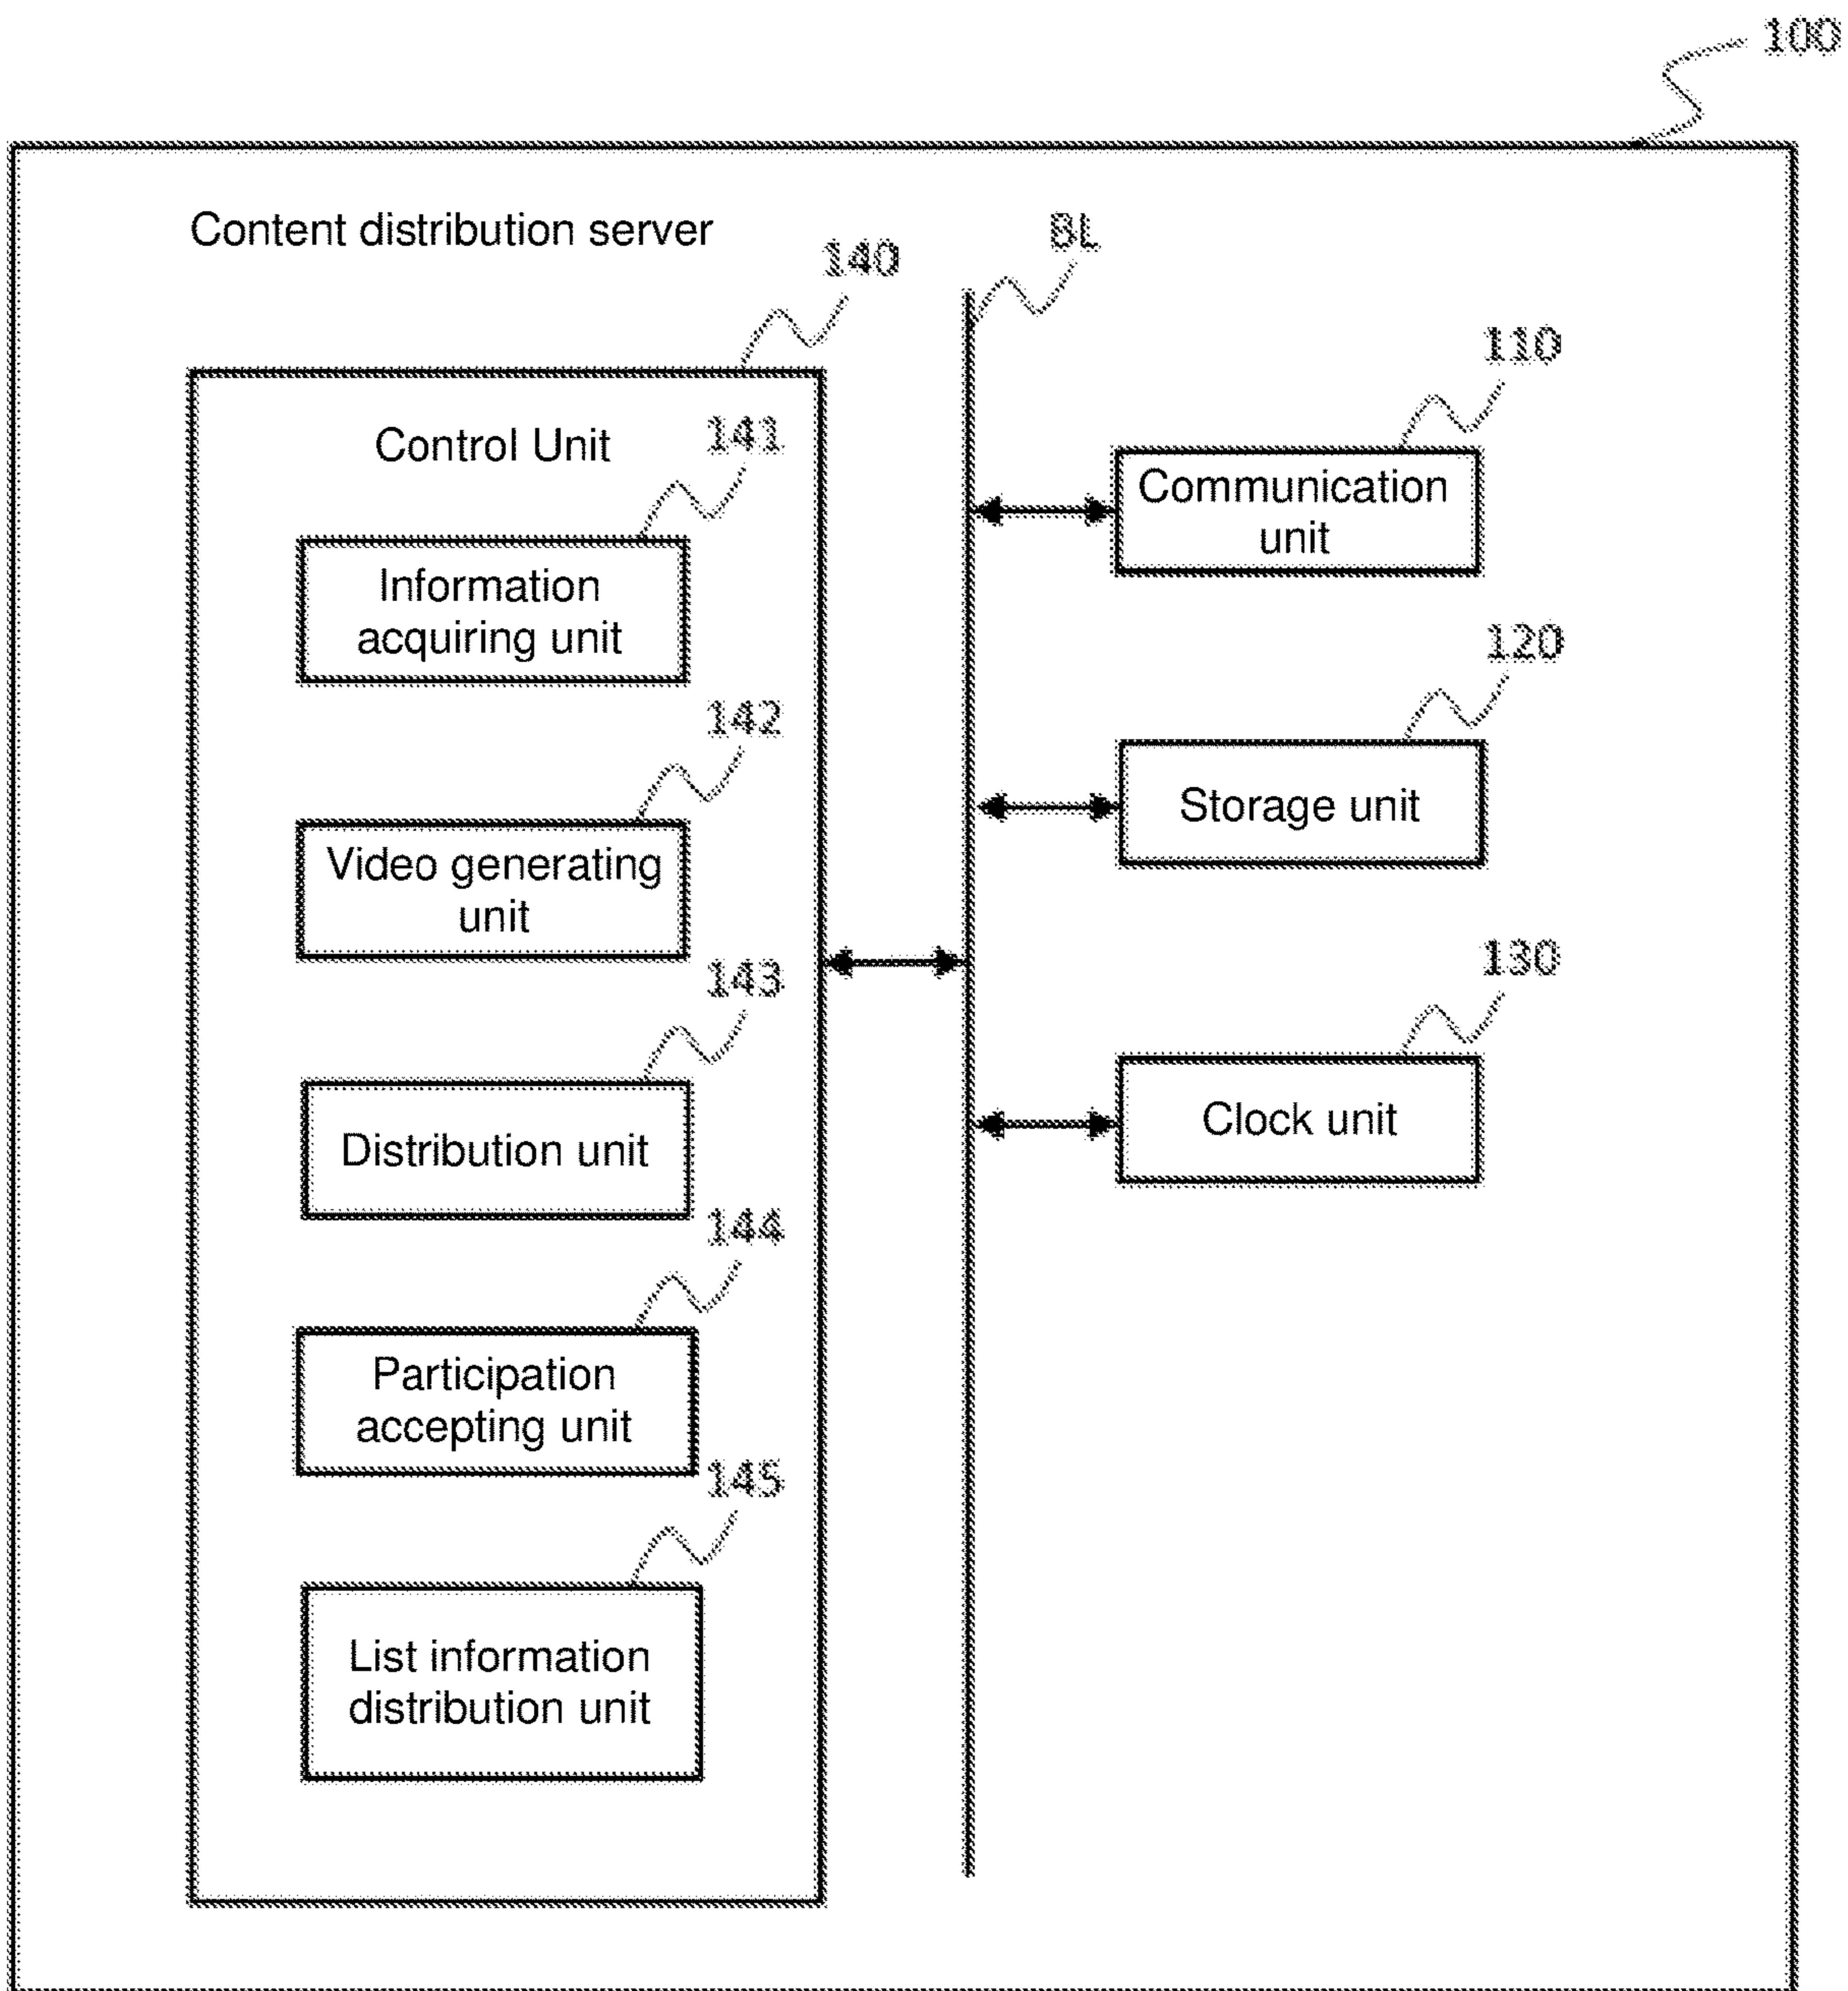 100
Content distribution server
BL
140
110
Control Unit
141
Communication
unit
Information
acquiring unit
120
142
Storage unit
Video generating
unit
130
143
Clock unit
Distribution unit
144
Participation
accepting unit
145
List information
distribution unit